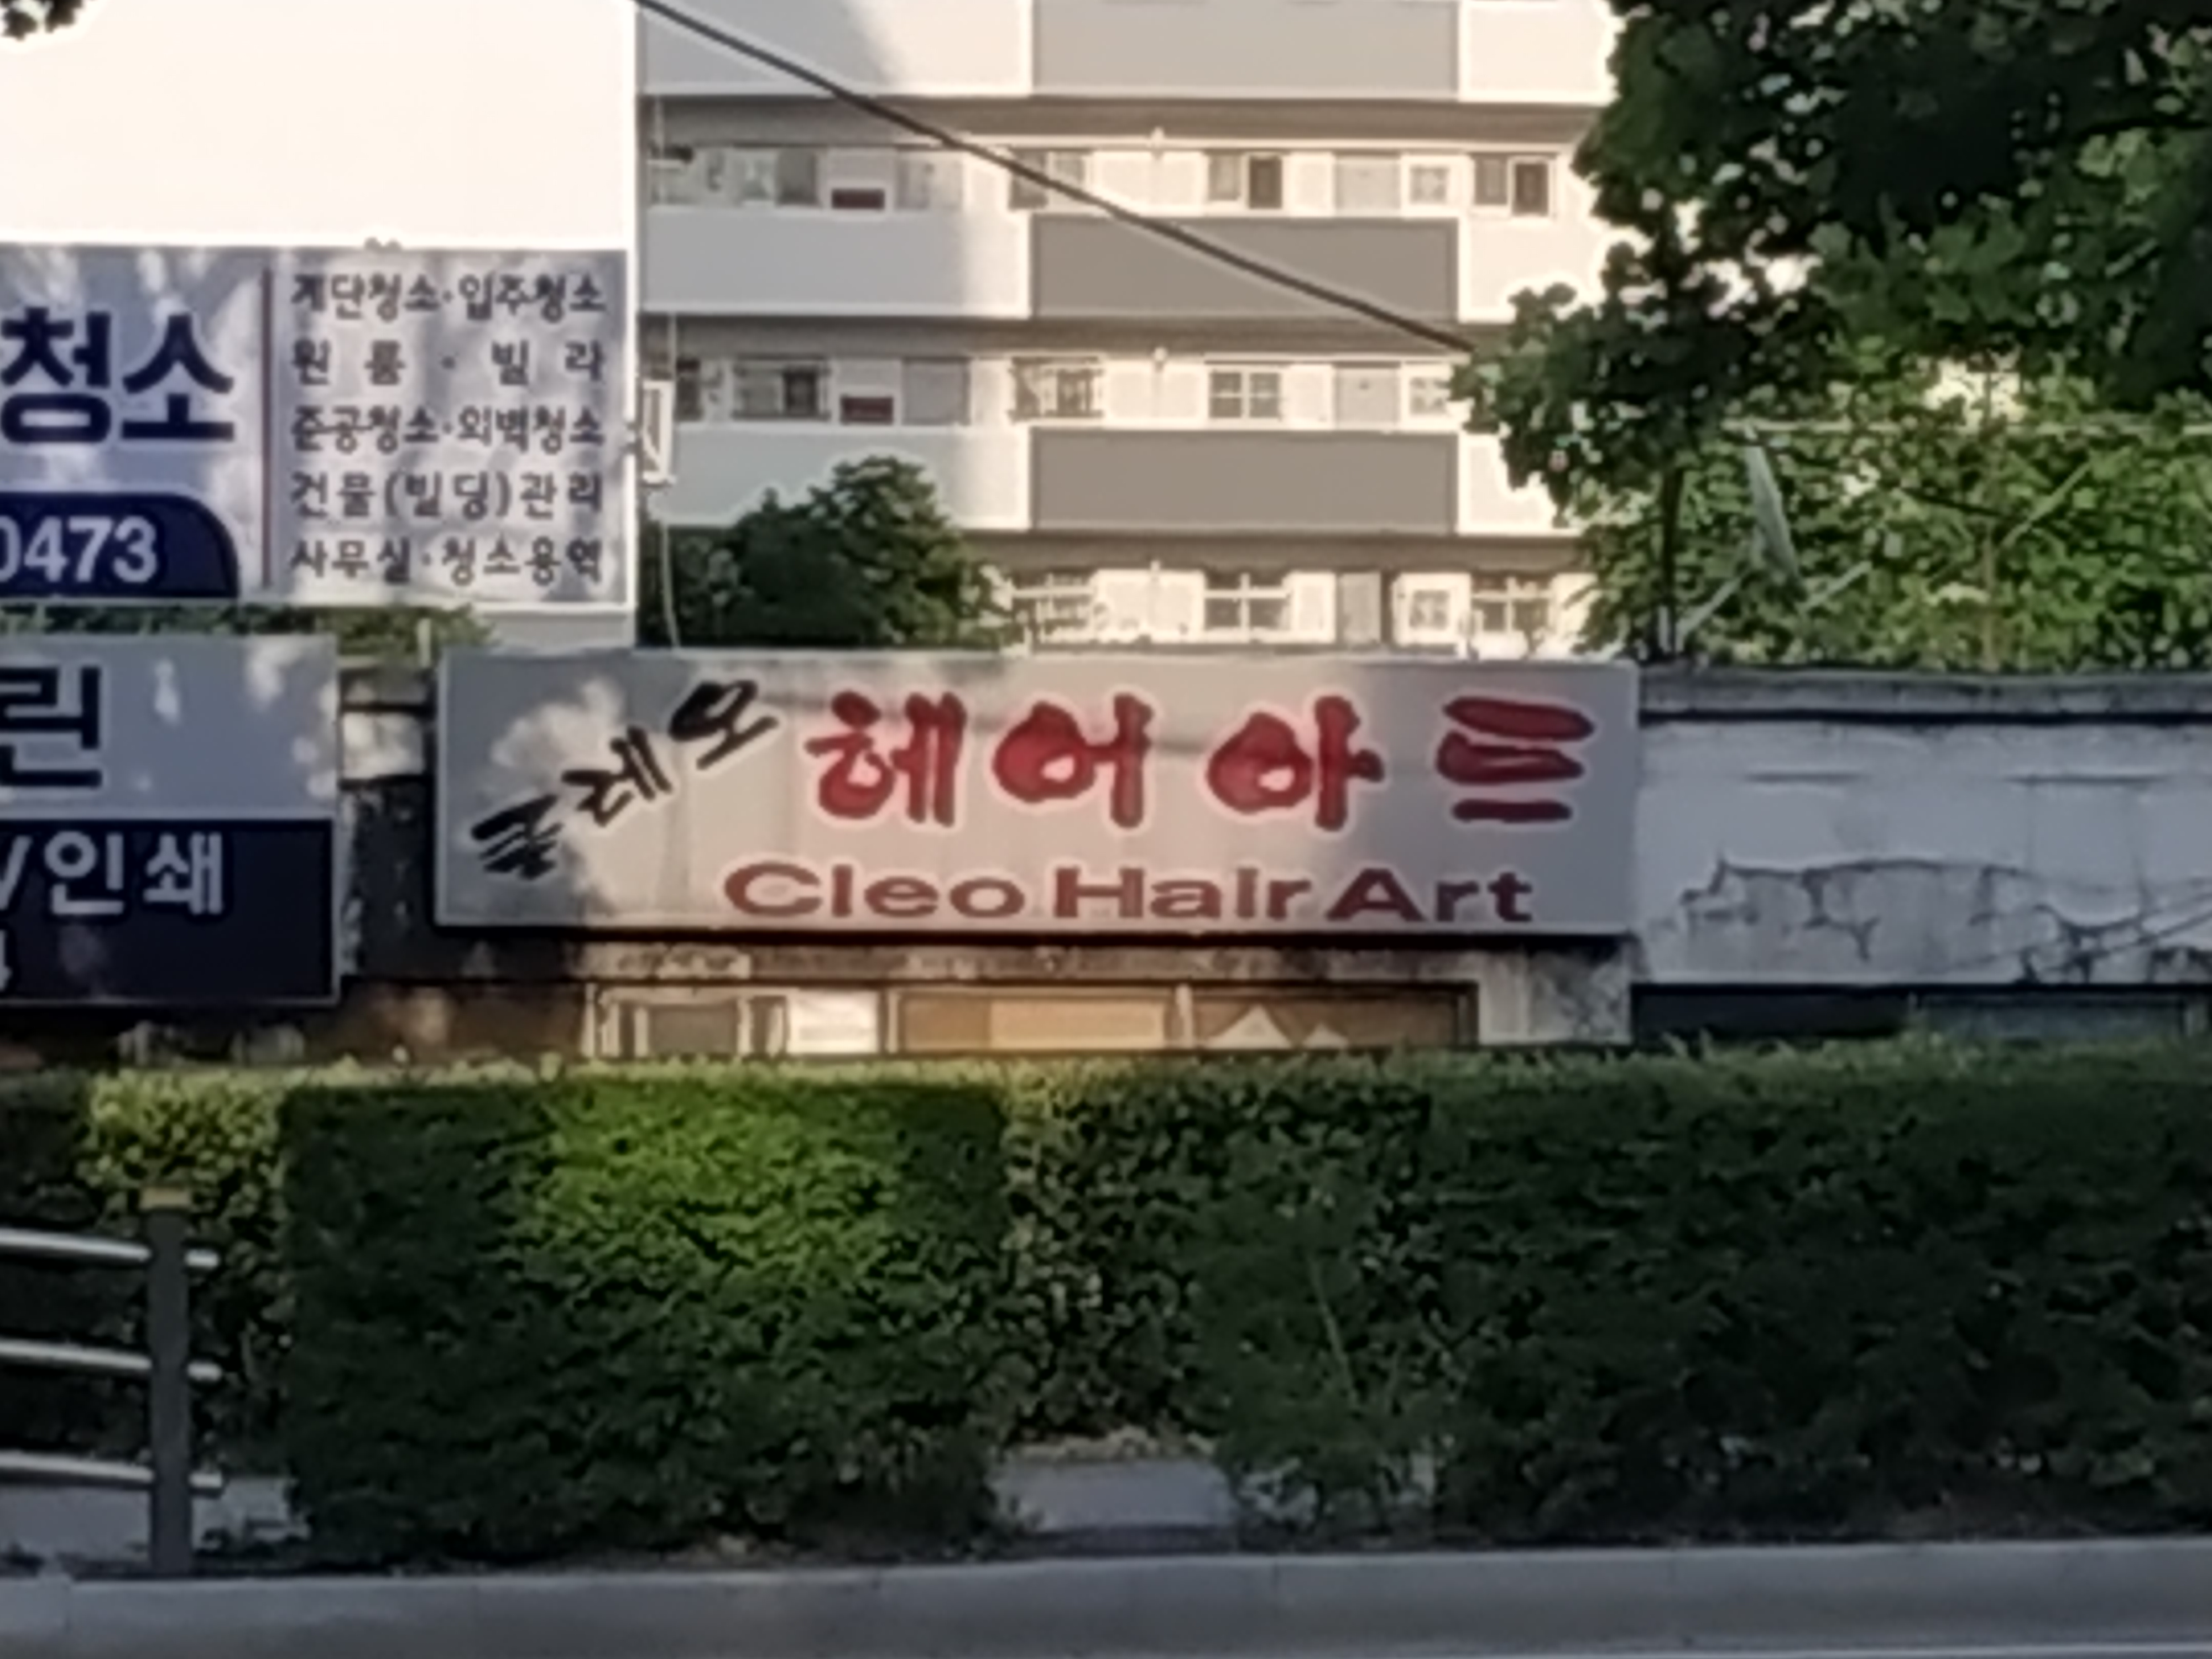 청소
0473
계단청소·입주청소
원룸·빌라
준공청소·외벽청소
건물(빌딩)관리
사무실·청소용역
린
/인쇄
클레오 헤어아트
Cleo Hair Art